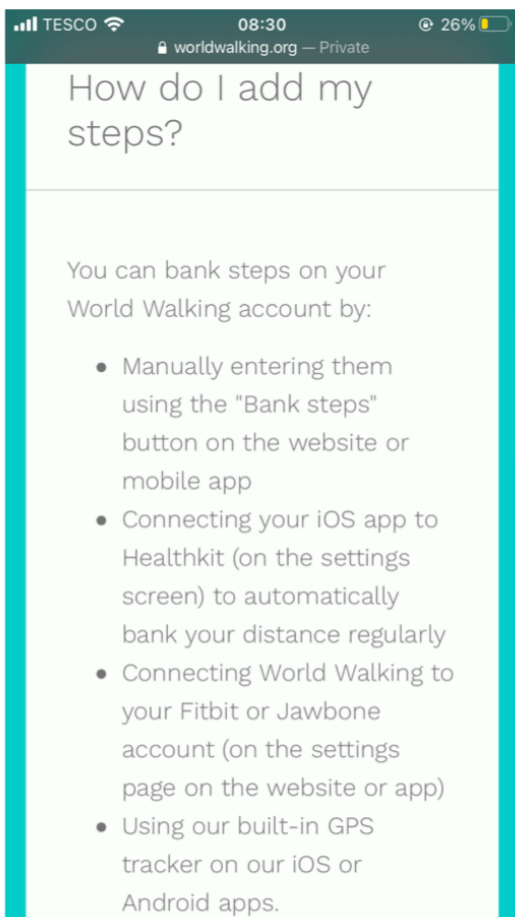 TESCO 08:30 26%
worldwalking.org — Private
How do I add my
steps?
You can bank steps on your
World Walking account by:
• Manually entering them
using the "Bank steps"
button on the website or
mobile app
• Connecting your iOS app to
Healthkit (on the settings
screen) to automatically
bank your distance regularly
• Connecting World Walking to
your Fitbit or Jawbone
account (on the settings
page on the website or app)
• Using our built-in GPS
tracker on our iOS or
Android apps.